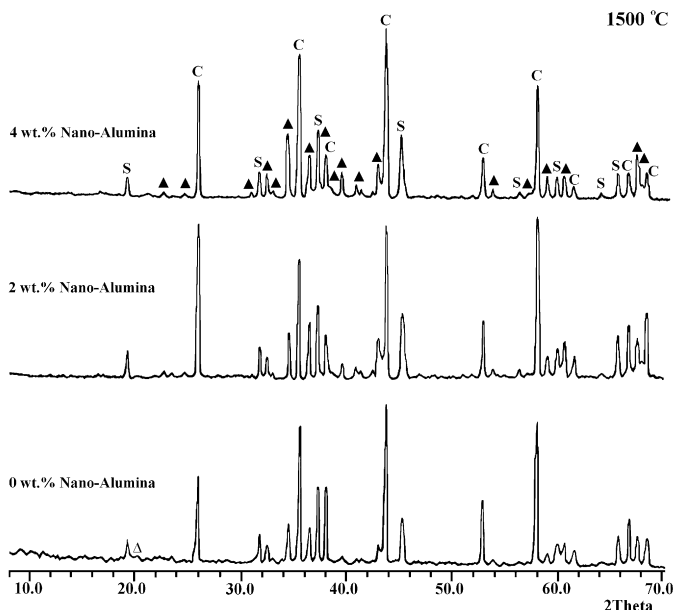 1500 °C
C
C
C
C
4 wt.% Nano-Alumina
S
S
S
C
S
C
S
S
C
S
S
C
C
2 wt.% Nano-Alumina
0 wt.% Nano-Alumina
Δ
10.0 20.0 30.0 40.0 50.0 60.0 70.0
2Theta